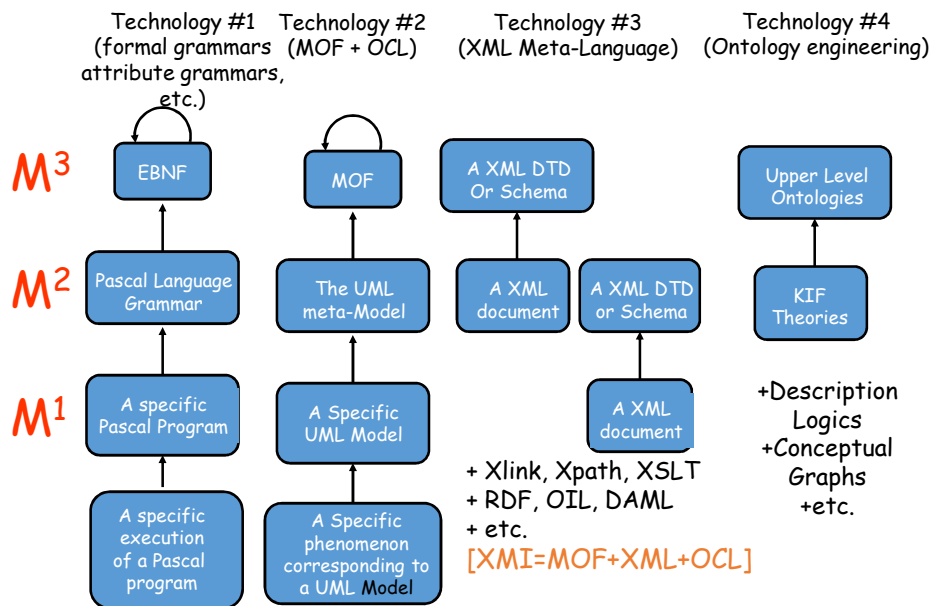 Technology #1
(formal grammars
attribute grammars,
etc.)
Technology #2
(MOF + OCL)
Technology #3
(XML Meta-Language)
Technology #4
(Ontology engineering)
M3
EBNF
MOF
A XML DTD
Or Schema
Upper Level
Ontologies
M2
Pascal Language
Grammar
The UML
meta-Model
A XML
document
A XML DTD
or Schema
KIF
Theories
M1
A specific
Pascal Program
A Specific
UML Model
A XML
document
+Description
Logics
+Conceptual
Graphs
+etc.
+ Xlink, Xpath, XSLT
+ RDF, OIL, DAML
+ etc.
[XMI=MOF+XML+OCL]
A specific
execution
of a Pascal
program
A Specific
phenomenon
corresponding to
a UML Model